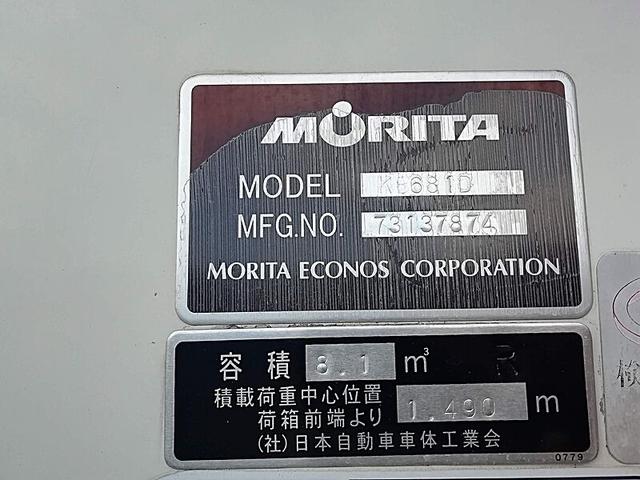 MORITA
MODEL K6681D
MFG.NO. 73137874
MORITA ECONOS CORPORATION
容積 8.1 m³ R
積載荷重中心位置
荷箱前端より 1.490 m
(社)日本自動車車体工業会
0779
検